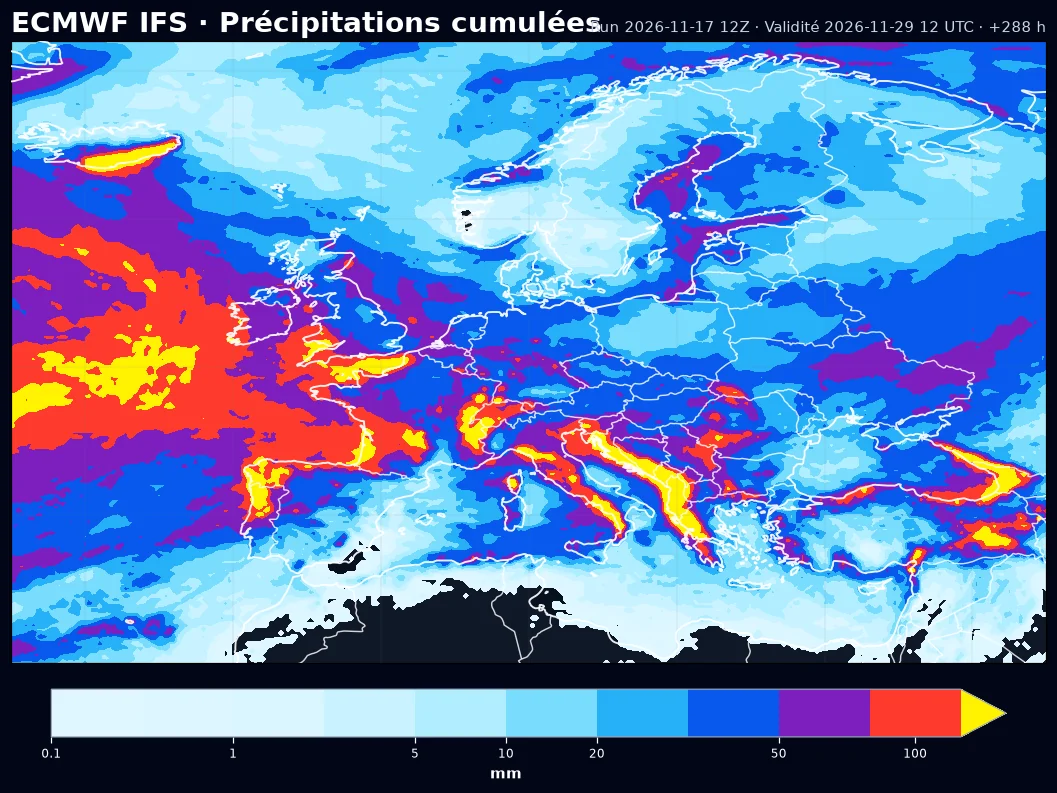 ECMWF IFS · Précipitations cumulées
Run 2026-11-17 12Z · Validité 2026-11-29 12 UTC · +288 h
0.1 1 5 10 20 50 100
mm